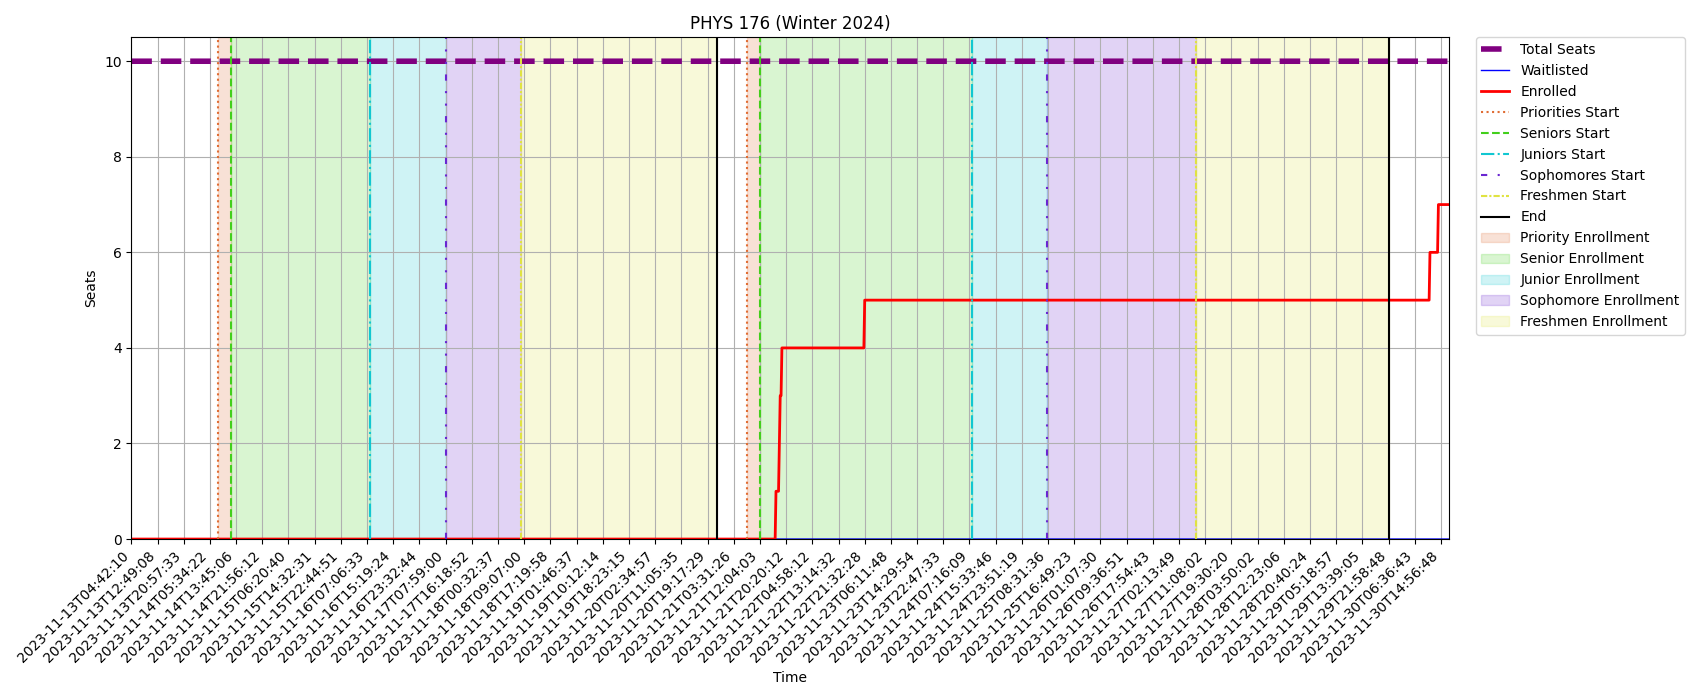 PHYS 176 (Winter 2024)
Seats
10
8
6
4
2
0
2023-11-13T04:42:10
2023-11-13T12:49:08
2023-11-13T20:57:33
2023-11-14T05:34:22
2023-11-14T13:45:06
2023-11-14T21:56:12
2023-11-15T06:20:40
2023-11-15T14:32:31
2023-11-15T22:44:51
2023-11-16T07:06:33
2023-11-16T15:19:24
2023-11-16T23:32:44
2023-11-17T07:59:00
2023-11-17T16:18:52
2023-11-18T00:32:37
2023-11-18T09:07:00
2023-11-18T17:19:58
2023-11-19T01:46:37
2023-11-19T10:12:14
2023-11-19T18:23:15
2023-11-20T02:34:57
2023-11-20T11:05:35
2023-11-20T19:17:29
2023-11-21T03:31:26
2023-11-21T12:04:03
2023-11-21T20:20:12
2023-11-22T04:58:12
2023-11-22T13:14:32
2023-11-22T21:32:28
2023-11-23T06:11:48
2023-11-23T14:29:54
2023-11-23T22:47:33
2023-11-24T07:16:09
2023-11-24T15:33:46
2023-11-24T23:51:19
2023-11-25T08:31:36
2023-11-25T16:49:23
2023-11-26T01:07:30
2023-11-26T09:36:51
2023-11-26T17:54:43
2023-11-27T02:13:49
2023-11-27T11:08:02
2023-11-27T19:30:20
2023-11-28T03:50:02
2023-11-28T12:23:06
2023-11-28T20:40:24
2023-11-29T05:18:57
2023-11-29T13:39:05
2023-11-29T21:58:48
2023-11-30T06:36:43
2023-11-30T14:56:48
Time
Total Seats
Waitlisted
Enrolled
Priorities Start
Seniors Start
Juniors Start
Sophomores Start
Freshmen Start
End
Priority Enrollment
Senior Enrollment
Junior Enrollment
Sophomore Enrollment
Freshmen Enrollment